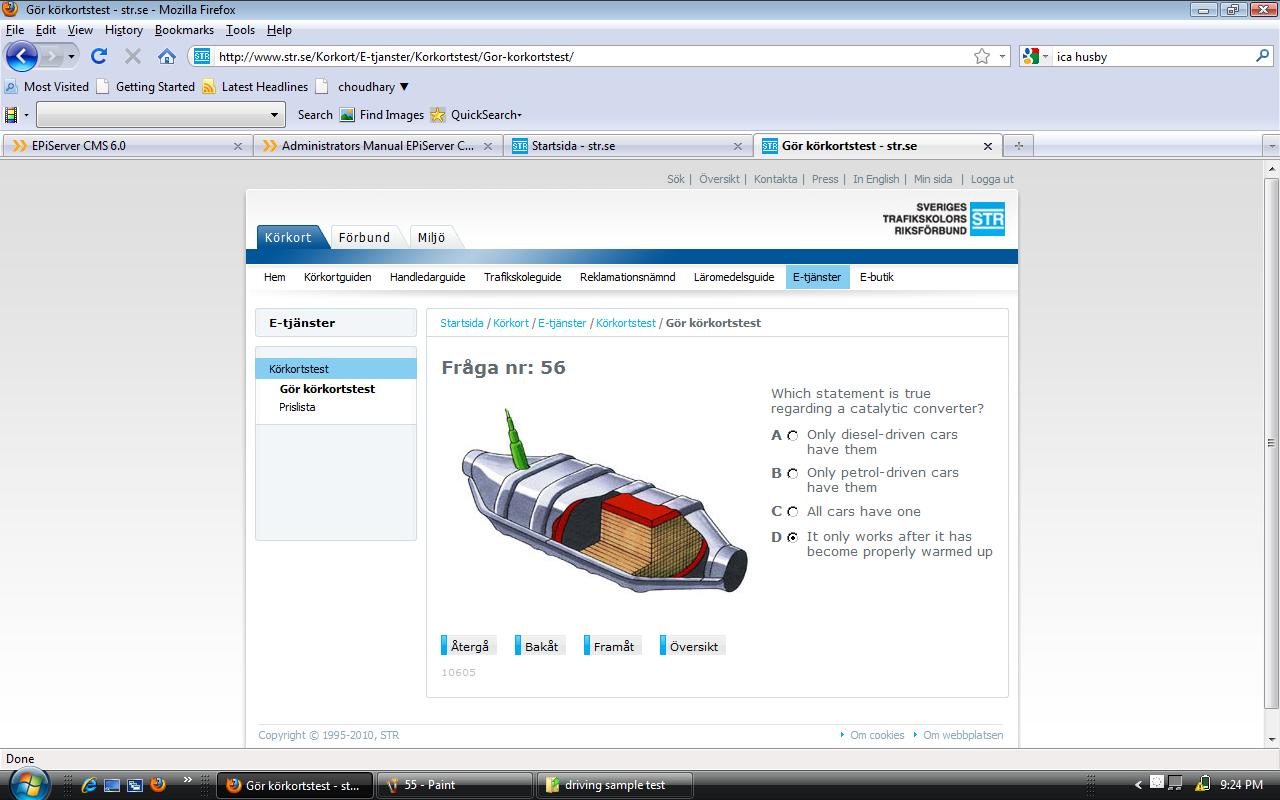 Gör körkortstest - str.se - Mozilla Firefox
File Edit View History Bookmarks Tools Help
STR http://www.str.se/Korkort/E-tjanster/Korkortstest/Gor-korkortstest/ ica husby
Most Visited Getting Started Latest Headlines choudhary ▼
Search Find Images QuickSearch
EPiServer CMS 6.0 Administrators Manual EPiServer C... STR Startsida - str.se STR Gör körkortstest - str.se
Sök | Översikt | Kontakta | Press | In English | Min sida | Logga ut
SVERIGES
TRAFIKSKOLORS STR
RIKSFÖRBUND
Körkort Förbund Miljö
Hem Körkortguiden Handledarguide Trafikskoleguide Reklamationsnämnd Läromedelsguide E-tjänster E-butik
E-tjänster
Körkortstest
Gör körkortstest
Prislista
Startsida / Körkort / E-tjänster / Körkortstest / Gör körkortstest
Fråga nr: 56
Which statement is true
regarding a catalytic converter?
A Only diesel-driven cars
have them
B Only petrol-driven cars
have them
C All cars have one
D It only works after it has
become properly warmed up
Återgå Bakåt Framåt Översikt
10605
Copyright © 1995-2010, STR Om cookies Om webbplatsen
Done
» Gör körkortstest - st... 55 - Paint driving sample test < 9:24 PM